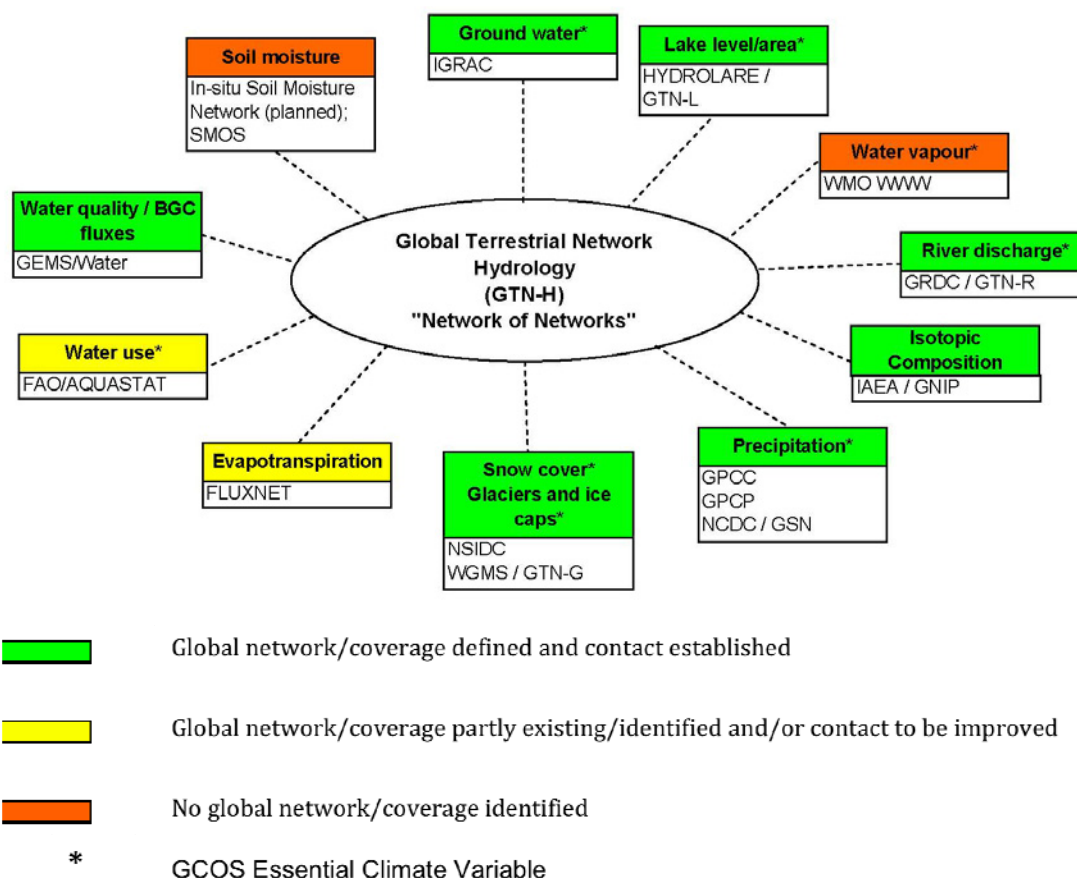 Ground water*
IGRAC
Lake level/area*
HYDROLARE /
GTN-L
Soil moisture
In-situ Soil Moisture
Network (planned);
SMOS
Water vapour*
WMO WWW
Water quality / BGC
fluxes
GEMS/Water
Global Terrestrial Network
Hydrology
(GTN-H)
"Network of Networks"
River discharge*
GRDC / GTN-R
Isotopic
Composition
IAEA / GNIP
Water use*
FAO/AQUASTAT
Precipitation*
GPCC
GPCP
NCDC / GSN
Evapotranspiration
FLUXNET
Snow cover*
Glaciers and ice
caps*
NSIDC
WGMS / GTN-G
Global network/coverage defined and contact established
Global network/coverage partly existing/identified and/or contact to be improved
No global network/coverage identified
* GCOS Essential Climate Variable